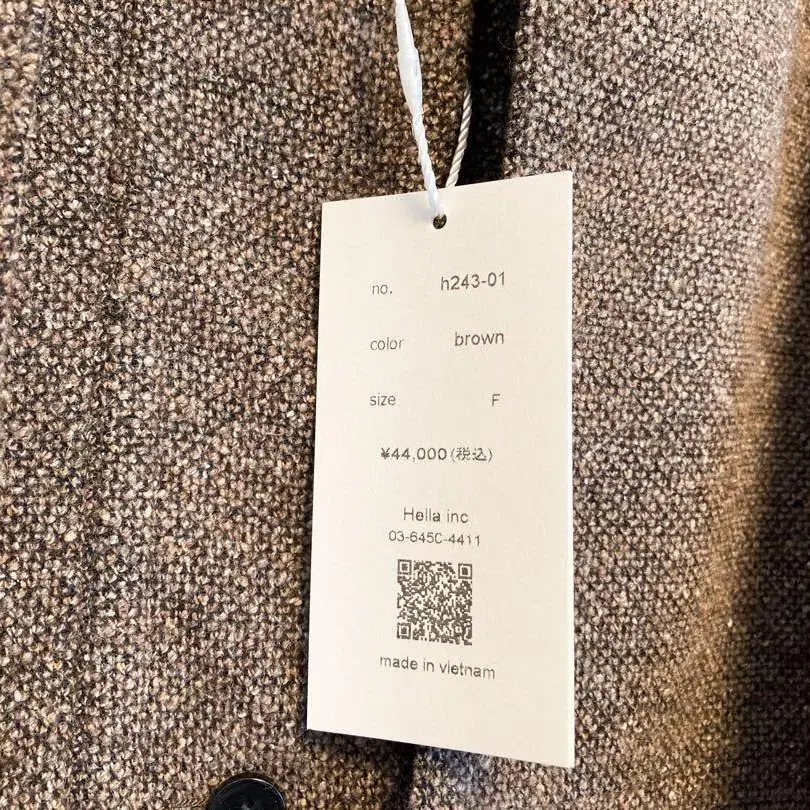 no. h243-01
color brown
size F
¥44,000(税込)
Hella inc
03-6450-4411
made in vietnam